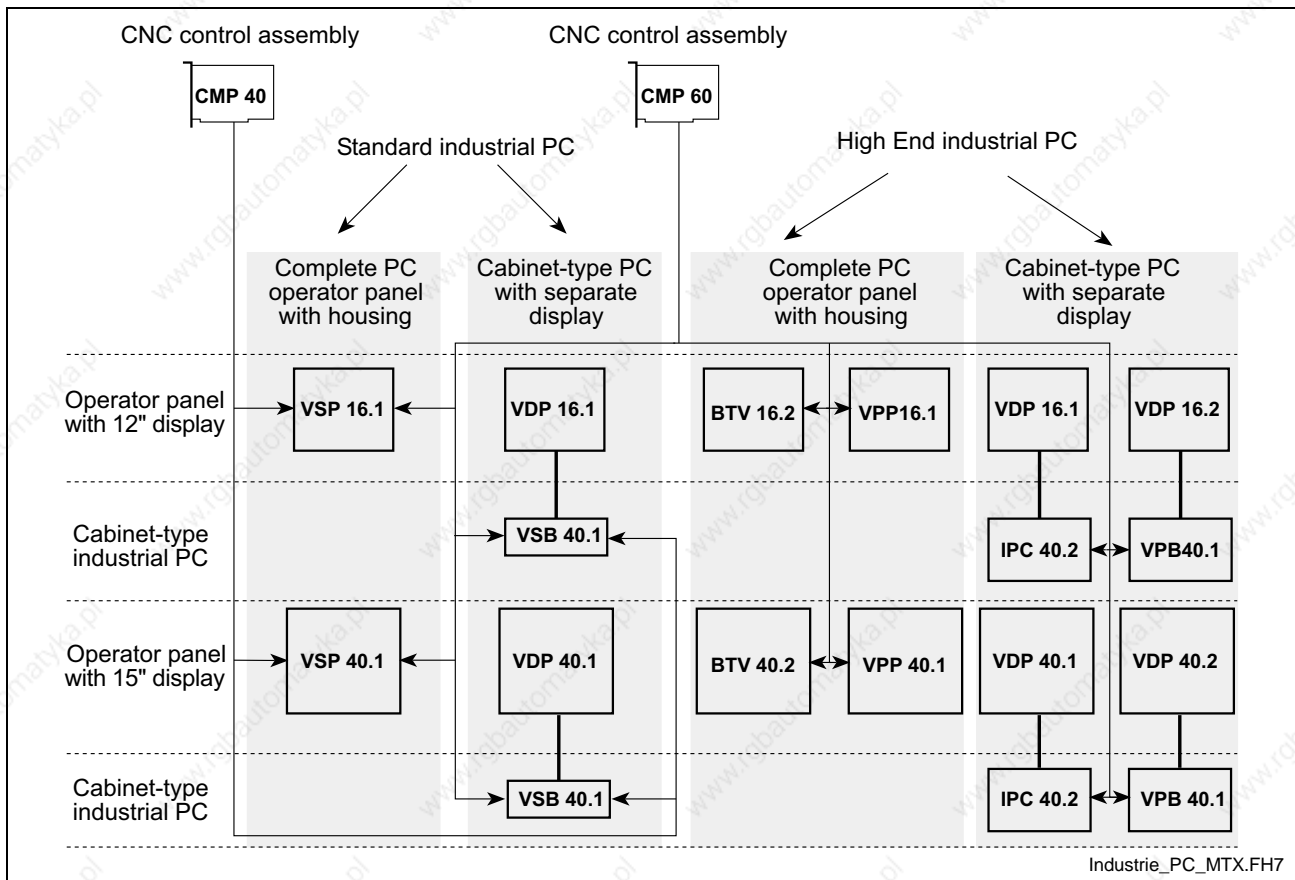 CNC control assembly
CNC control assembly
CMP 40
CMP 60
Standard industrial PC
High End industrial PC
Complete PC
operator panel
with housing
Cabinet-type PC
with separate
display
Complete PC
operator panel
with housing
Cabinet-type PC
with separate
display
Operator panel
with 12" display
VSP 16.1
VDP 16.1
BTV 16.2
VPP16.1
VDP 16.1
VDP 16.2
Cabinet-type
industrial PC
VSB 40.1
IPC 40.2
VPB40.1
Operator panel
with 15" display
VSP 40.1
VDP 40.1
BTV 40.2
VPP 40.1
VDP 40.1
VDP 40.2
Cabinet-type
industrial PC
VSB 40.1
IPC 40.2
VPB 40.1
Industrie_PC_MTX.FH7
www.rgbautomatyka.pl